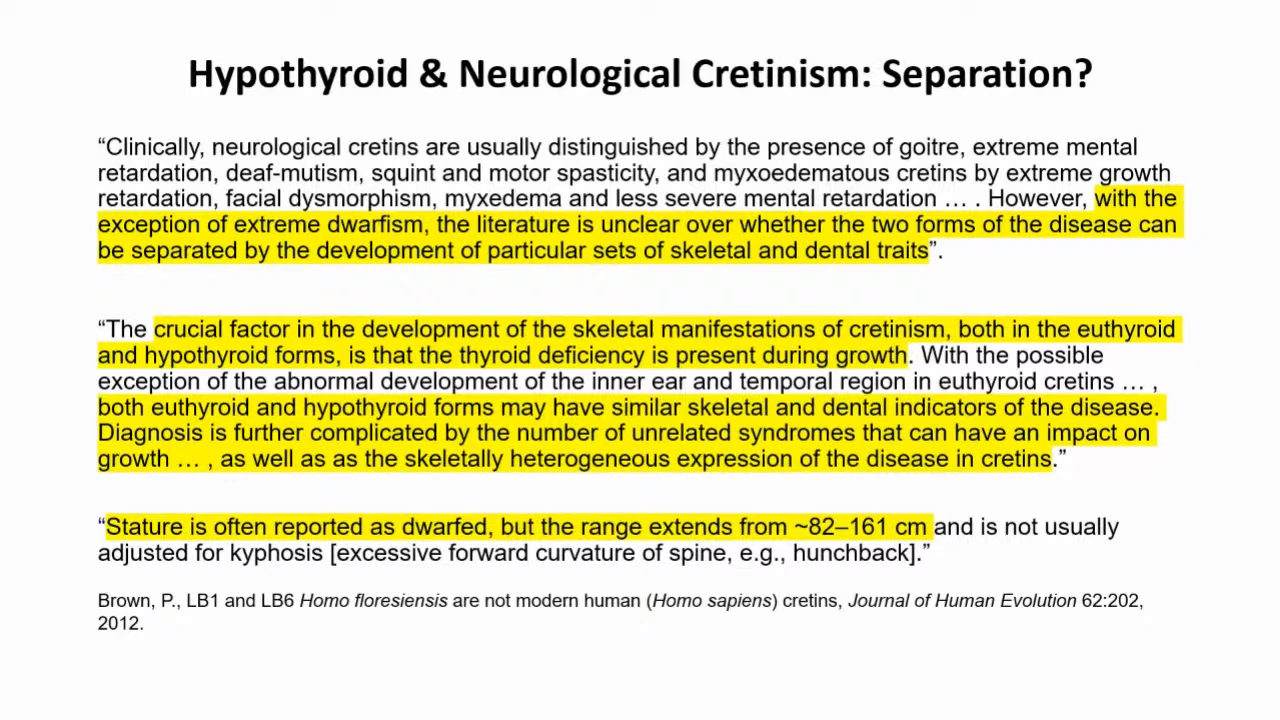 Hypothyroid & Neurological Cretinism: Separation?
“Clinically, neurological cretins are usually distinguished by the presence of goitre, extreme mental
retardation, deaf-mutism, squint and motor spasticity, and myxoedematous cretins by extreme growth
retardation, facial dysmorphism, myxedema and less severe mental retardation … . However, with the
exception of extreme dwarfism, the literature is unclear over whether the two forms of the disease can
be separated by the development of particular sets of skeletal and dental traits”.
“The crucial factor in the development of the skeletal manifestations of cretinism, both in the euthyroid
and hypothyroid forms, is that the thyroid deficiency is present during growth. With the possible
exception of the abnormal development of the inner ear and temporal region in euthyroid cretins … ,
both euthyroid and hypothyroid forms may have similar skeletal and dental indicators of the disease.
Diagnosis is further complicated by the number of unrelated syndromes that can have an impact on
growth … , as well as as the skeletally heterogeneous expression of the disease in cretins.”
“Stature is often reported as dwarfed, but the range extends from ~82–161 cm and is not usually
adjusted for kyphosis [excessive forward curvature of spine, e.g., hunchback].”
Brown, P., LB1 and LB6 Homo floresiensis are not modern human (Homo sapiens) cretins, Journal of Human Evolution 62:202,
2012.